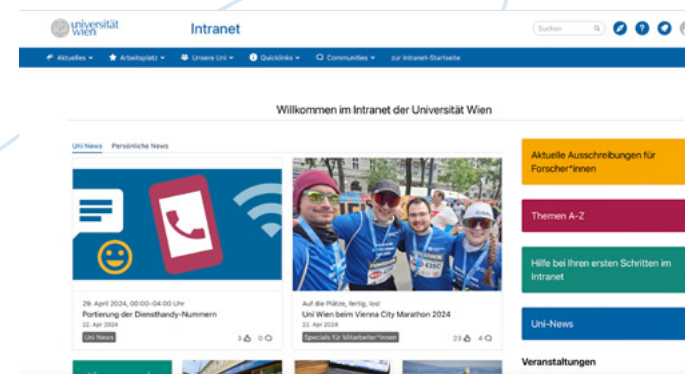 universität
wien
Intranet
Suchen
Aktuelles
Arbeitsplatz
Unsere Uni
Quicklinks
Communities
zur Intranet-Startseite
Willkommen im Intranet der Universität Wien
Uni News
Persönliche News
29. April 2024, 00:00-04:00 Uhr
Portierung der Diensthandy-Nummern
22. Apr 2024
Uni News
3
0
Auf die Plätze, fertig, los!
Uni Wien beim Vienna City Marathon 2024
22. Apr 2024
Specials für Mitarbeiter*innen
23
4
Aktuelle Ausschreibungen für
Forscher*innen
Themen A-Z
Hilfe bei Ihren ersten Schritten im
Intranet
Uni-News
Veranstaltungen